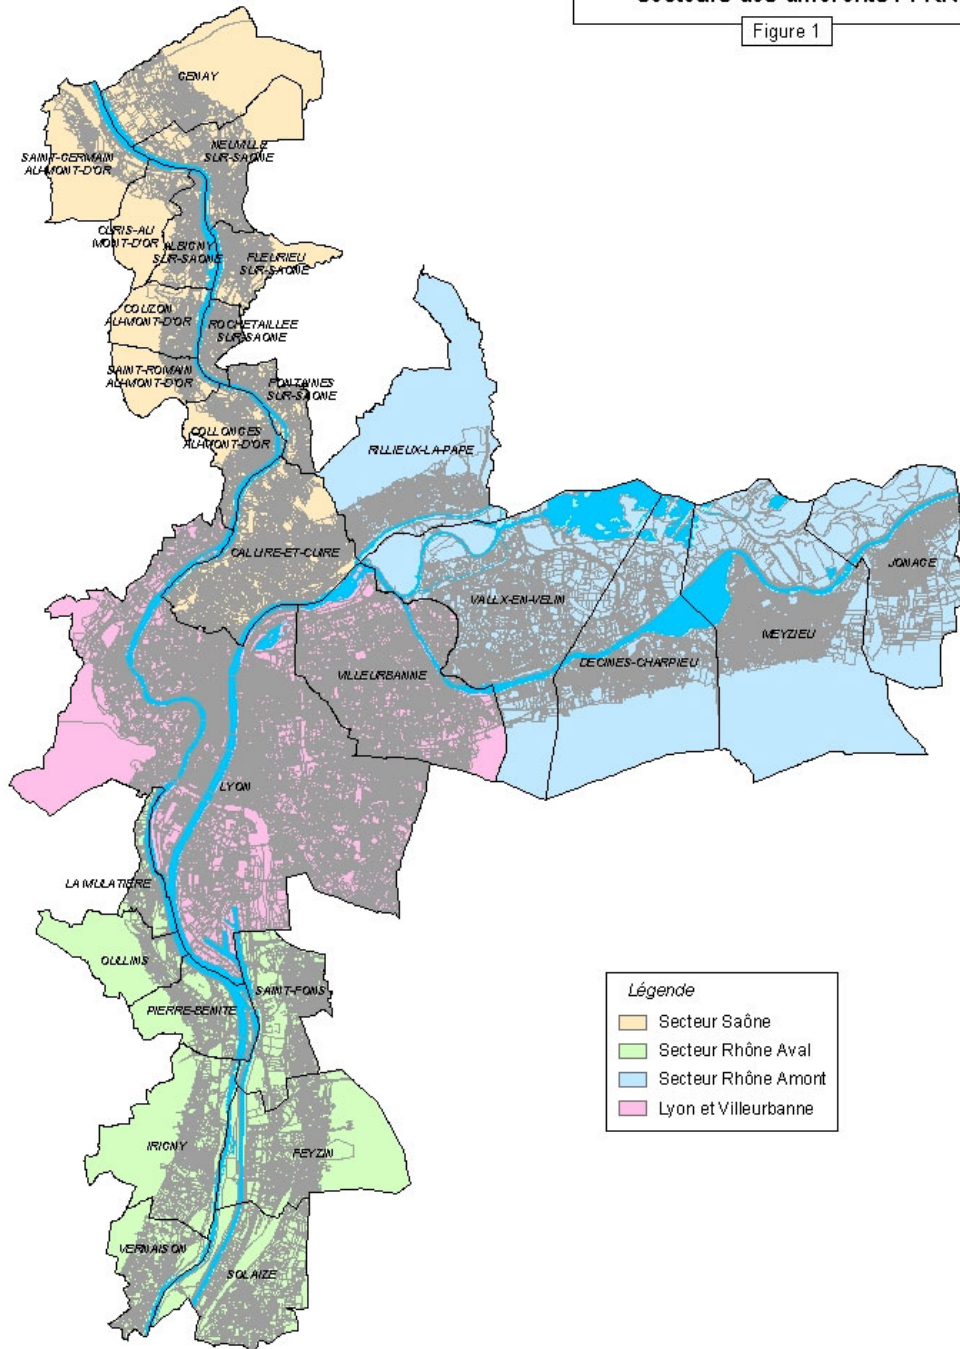 secteurs des différents PPRN
Figure 1
GENAY
NEUVILLE
SUR-SAONE
SAINT-GERMAIN
AU-MONT-D'OR
CURIS-AU
MONT-D'OR
ALBIGNY
SUR-SAONE
FLEURIEU
SUR-SAONE
COUZON
AU-MONT-D'OR
ROCHETAILLEE
SUR-SAONE
SAINT-ROMAIN
AU-MONT-D'OR
FONTAINES
SUR-SAONE
COLLONGES
AU-MONT-D'OR
RILLIEUX-LA-PAPE
CALUIRE-ET-CUIRE
JONAGE
VAULX-EN-VELIN
MEYZIEU
DECINES-CHARPIEU
VILLEURBANNE
LYON
LA MULATIERE
OULLINS
SAINT-FONS
PIERRE-BENITE
IRIGNY
FEYZIN
VERNAISON
SOLAIZE
Légende
Secteur Saône
Secteur Rhône Aval
Secteur Rhône Amont
Lyon et Villeurbanne